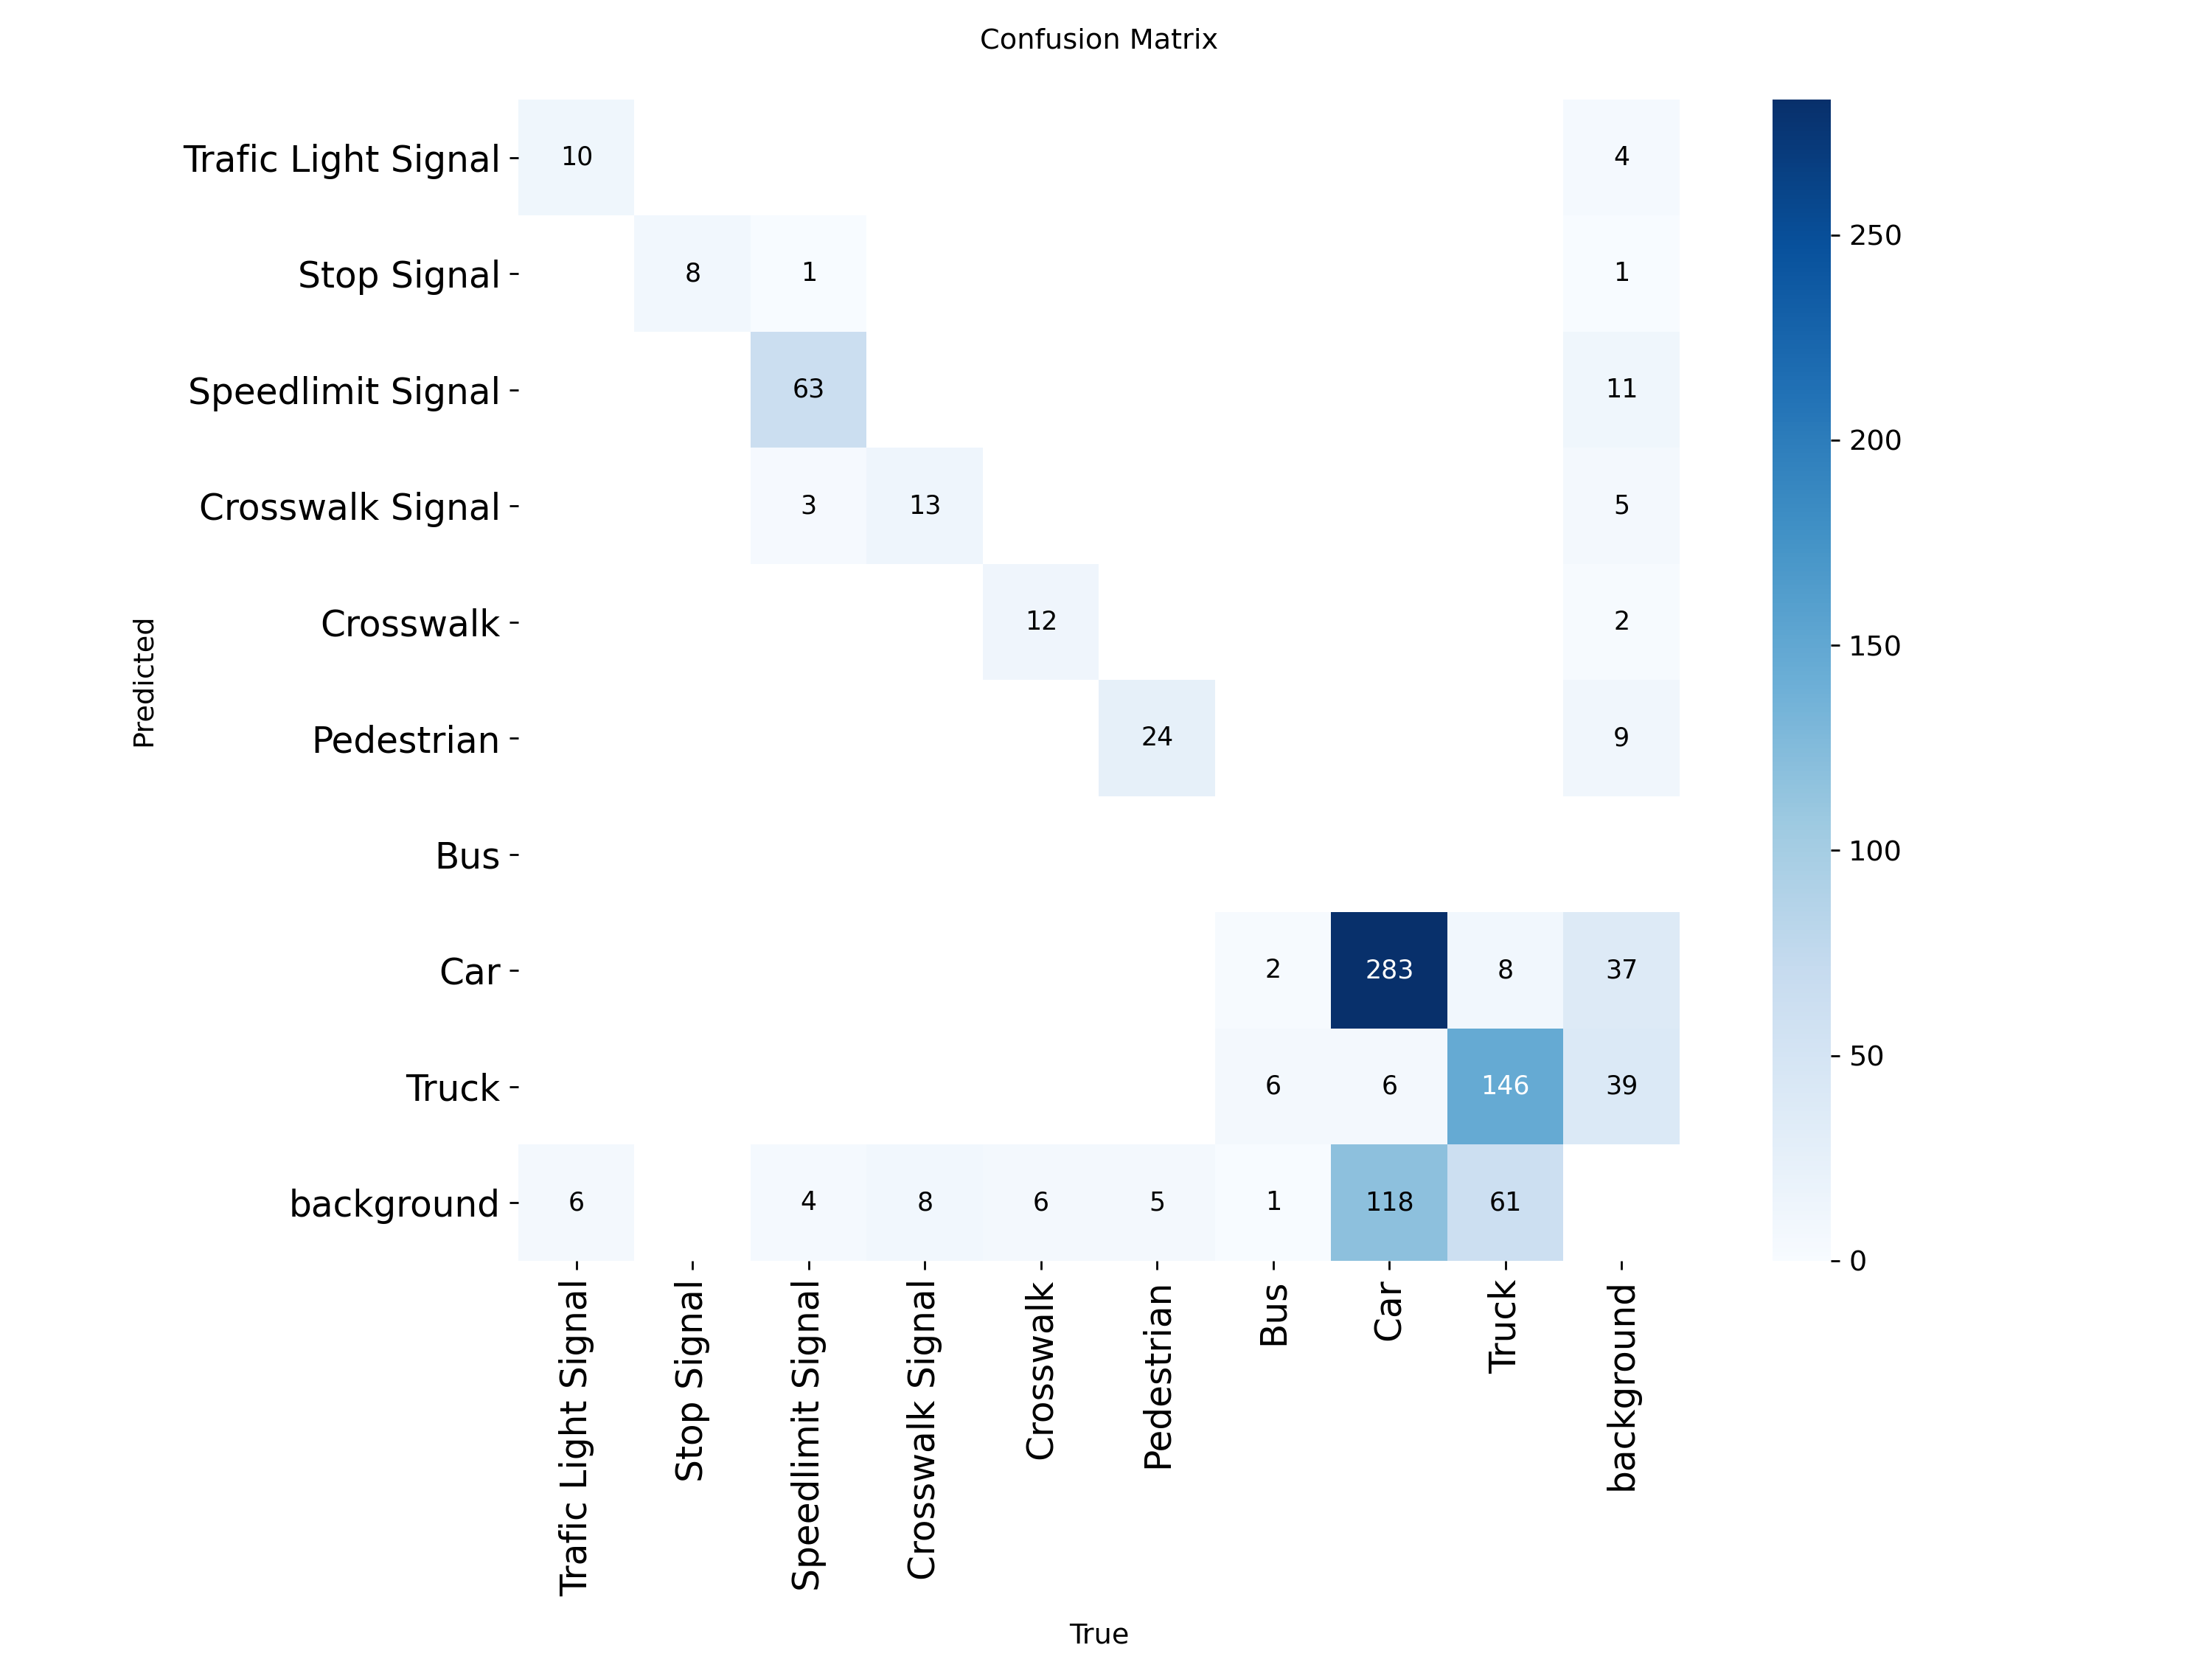 Confusion Matrix
Trafic Light Signal 10 4
Stop Signal 8 1 1
Speedlimit Signal 63 11
Crosswalk Signal 3 13 5
Crosswalk 12 2
Pedestrian 24 9
Bus
Car 2 283 8 37
Truck 6 6 146 39
background 6 4 8 6 5 1 118 61
Predicted
Trafic Light Signal
Stop Signal
Speedlimit Signal
Crosswalk Signal
Crosswalk
Pedestrian
Bus
Car
Truck
background
True
250
200
150
100
50
0